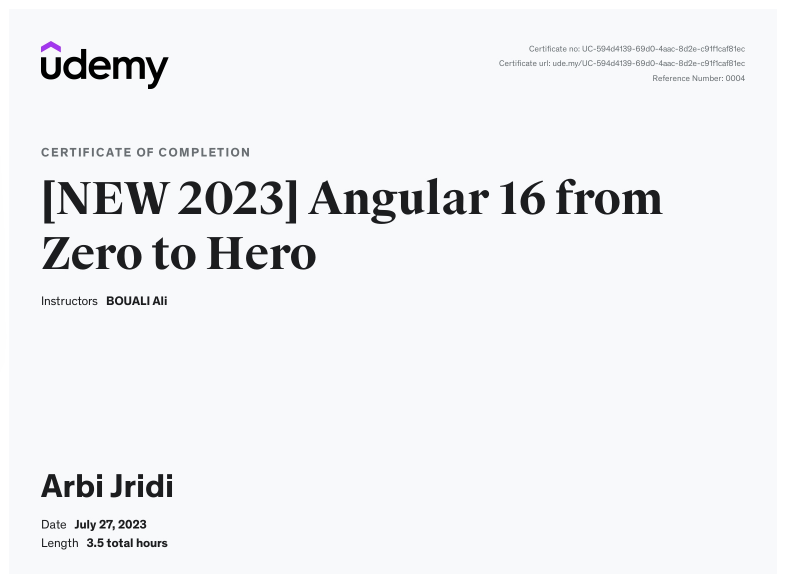 udemy
Certificate no: UC-594d4139-69d0-4aac-8d2e-c91f1caf81ec
Certificate url: ude.my/UC-594d4139-69d0-4aac-8d2e-c91f1caf81ec
Reference Number: 0004
CERTIFICATE OF COMPLETION
[NEW 2023] Angular 16 from
Zero to Hero
Instructors BOUALI Ali
Arbi Jridi
Date July 27, 2023
Length 3.5 total hours